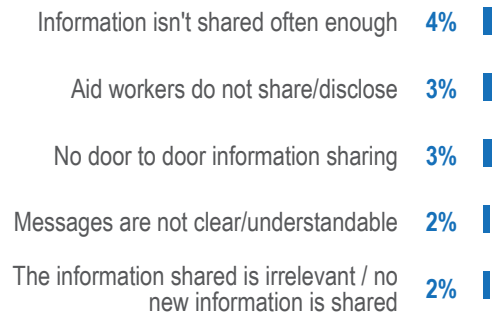 Information isn't shared often enough 4%
Aid workers do not share/disclose 3%
No door to door information sharing 3%
Messages are not clear/understandable 2%
The information shared is irrelevant / no
new information is shared 2%